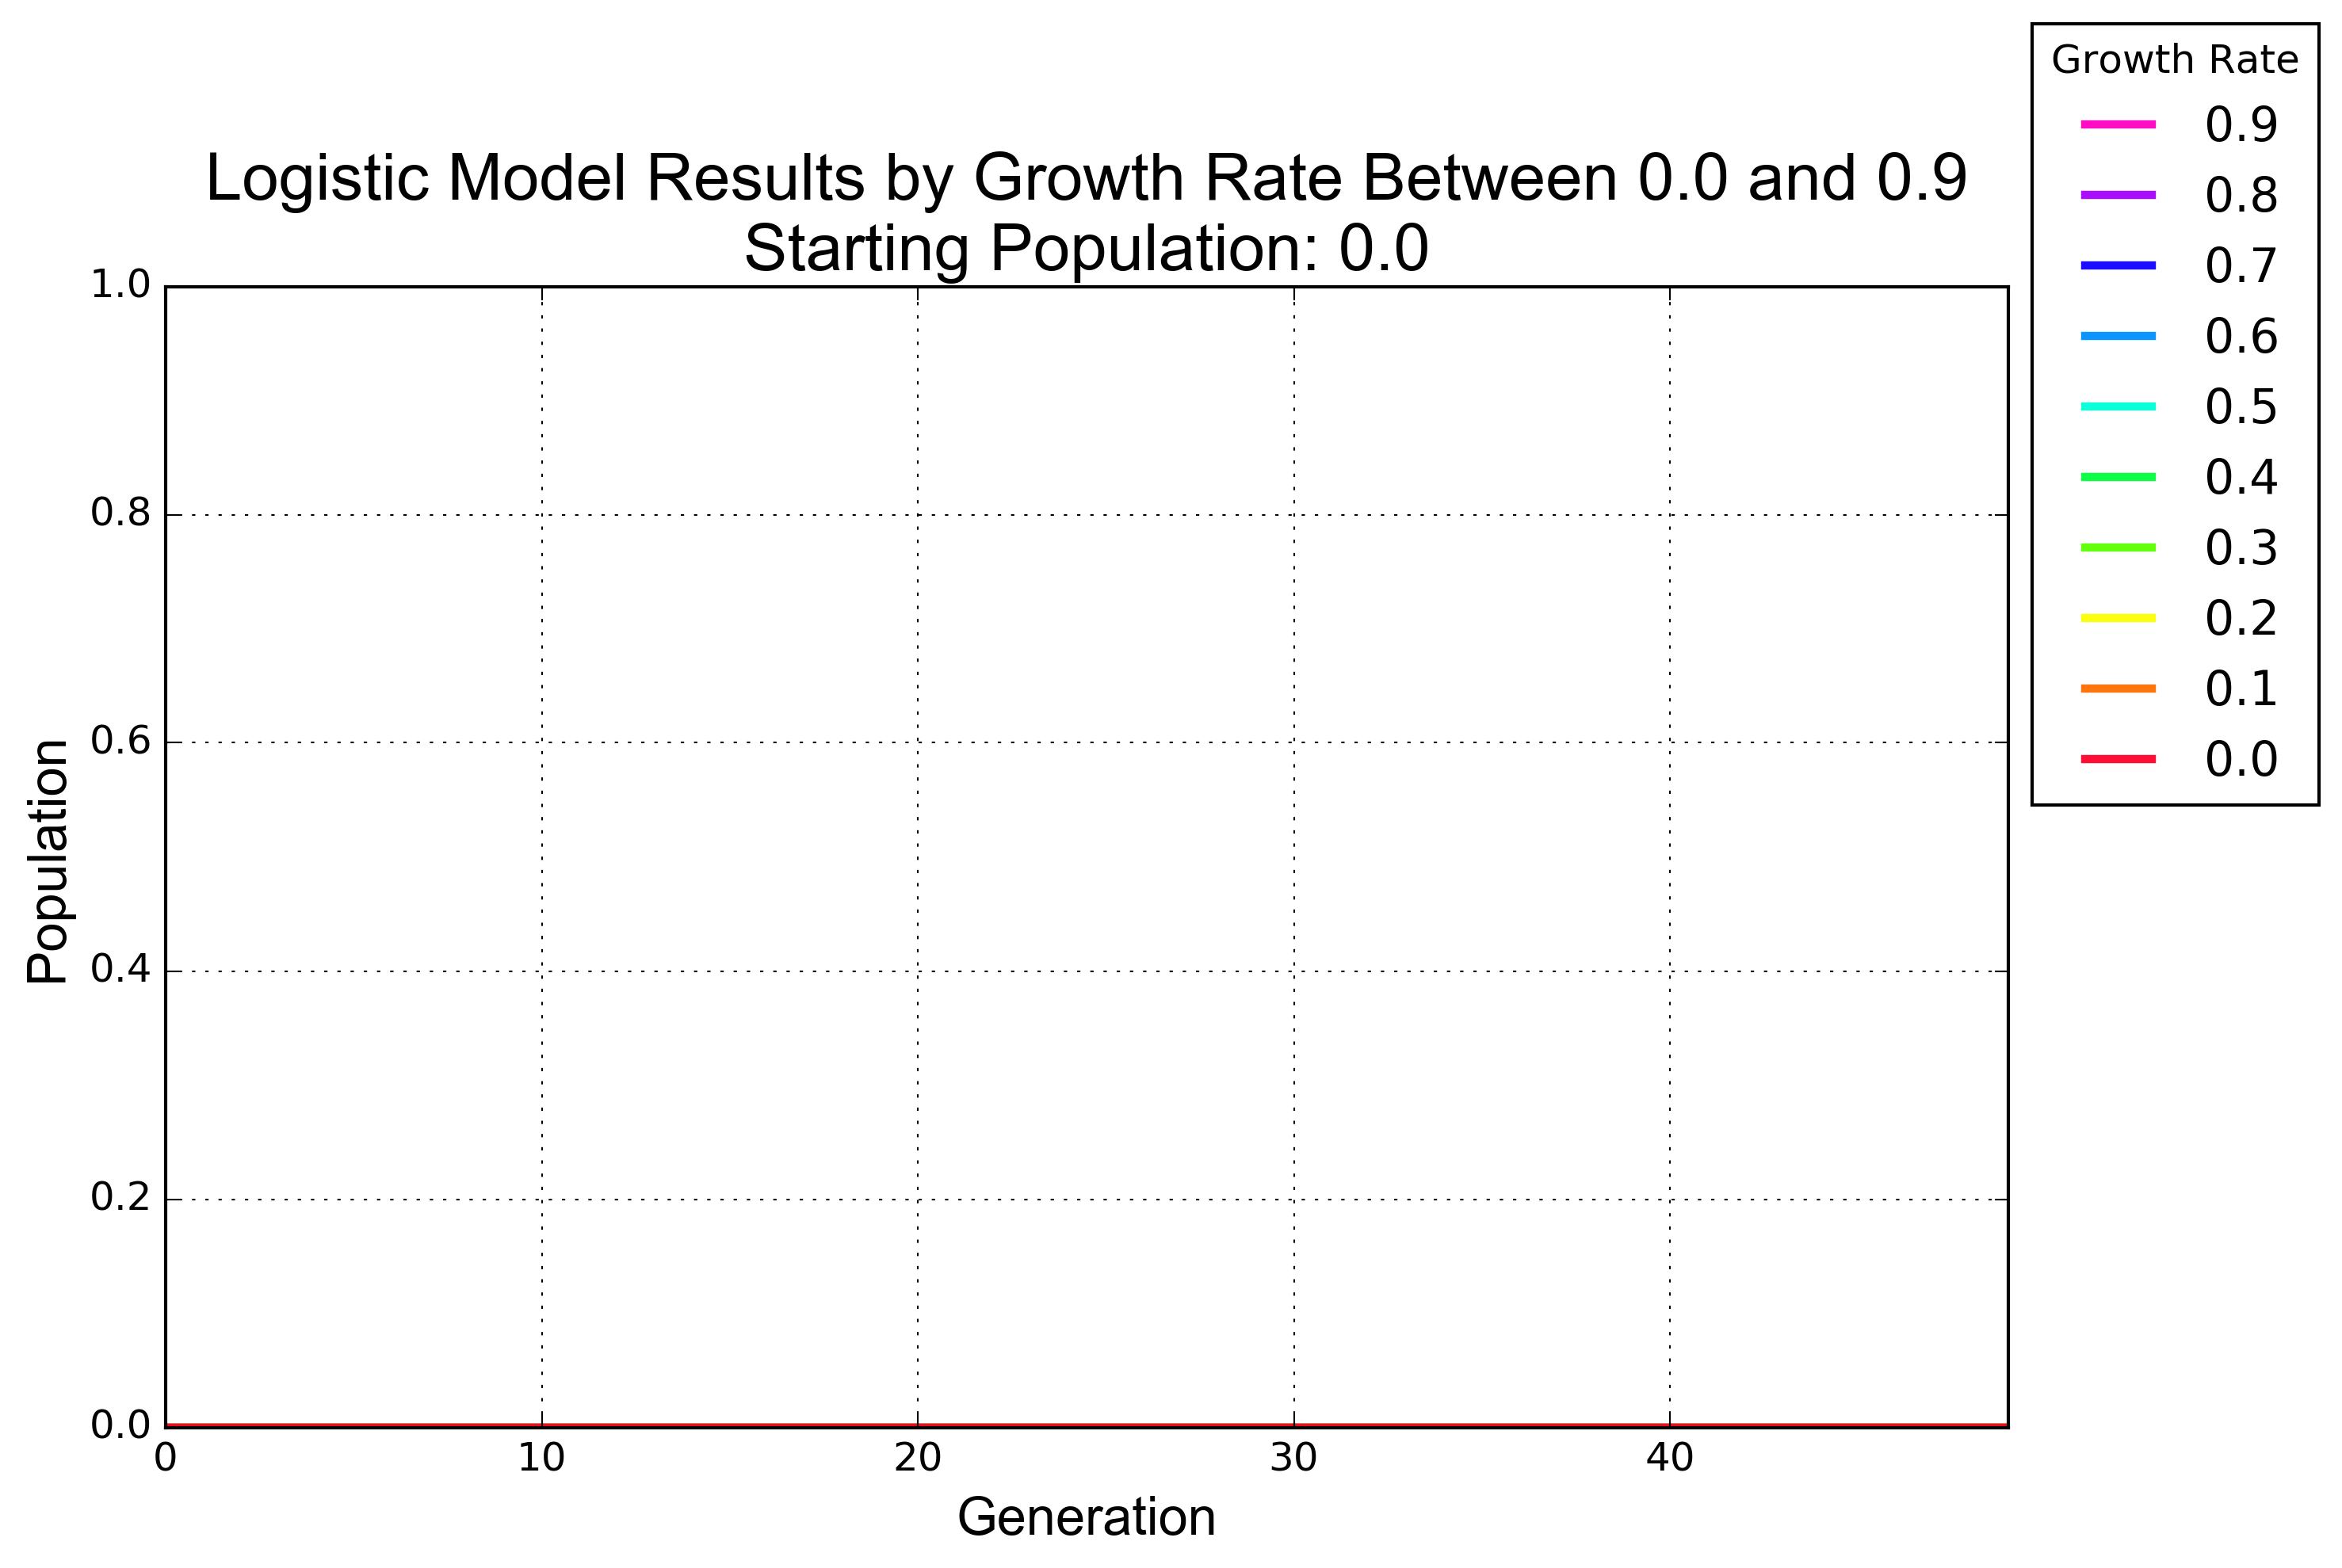 Logistic Model Results by Growth Rate Between 0.0 and 0.9
Starting Population: 0.0
1.0
0.8
0.6
0.4
0.2
0.0
Population
0 10 20 30 40
Generation
Growth Rate
0.9
0.8
0.7
0.6
0.5
0.4
0.3
0.2
0.1
0.0